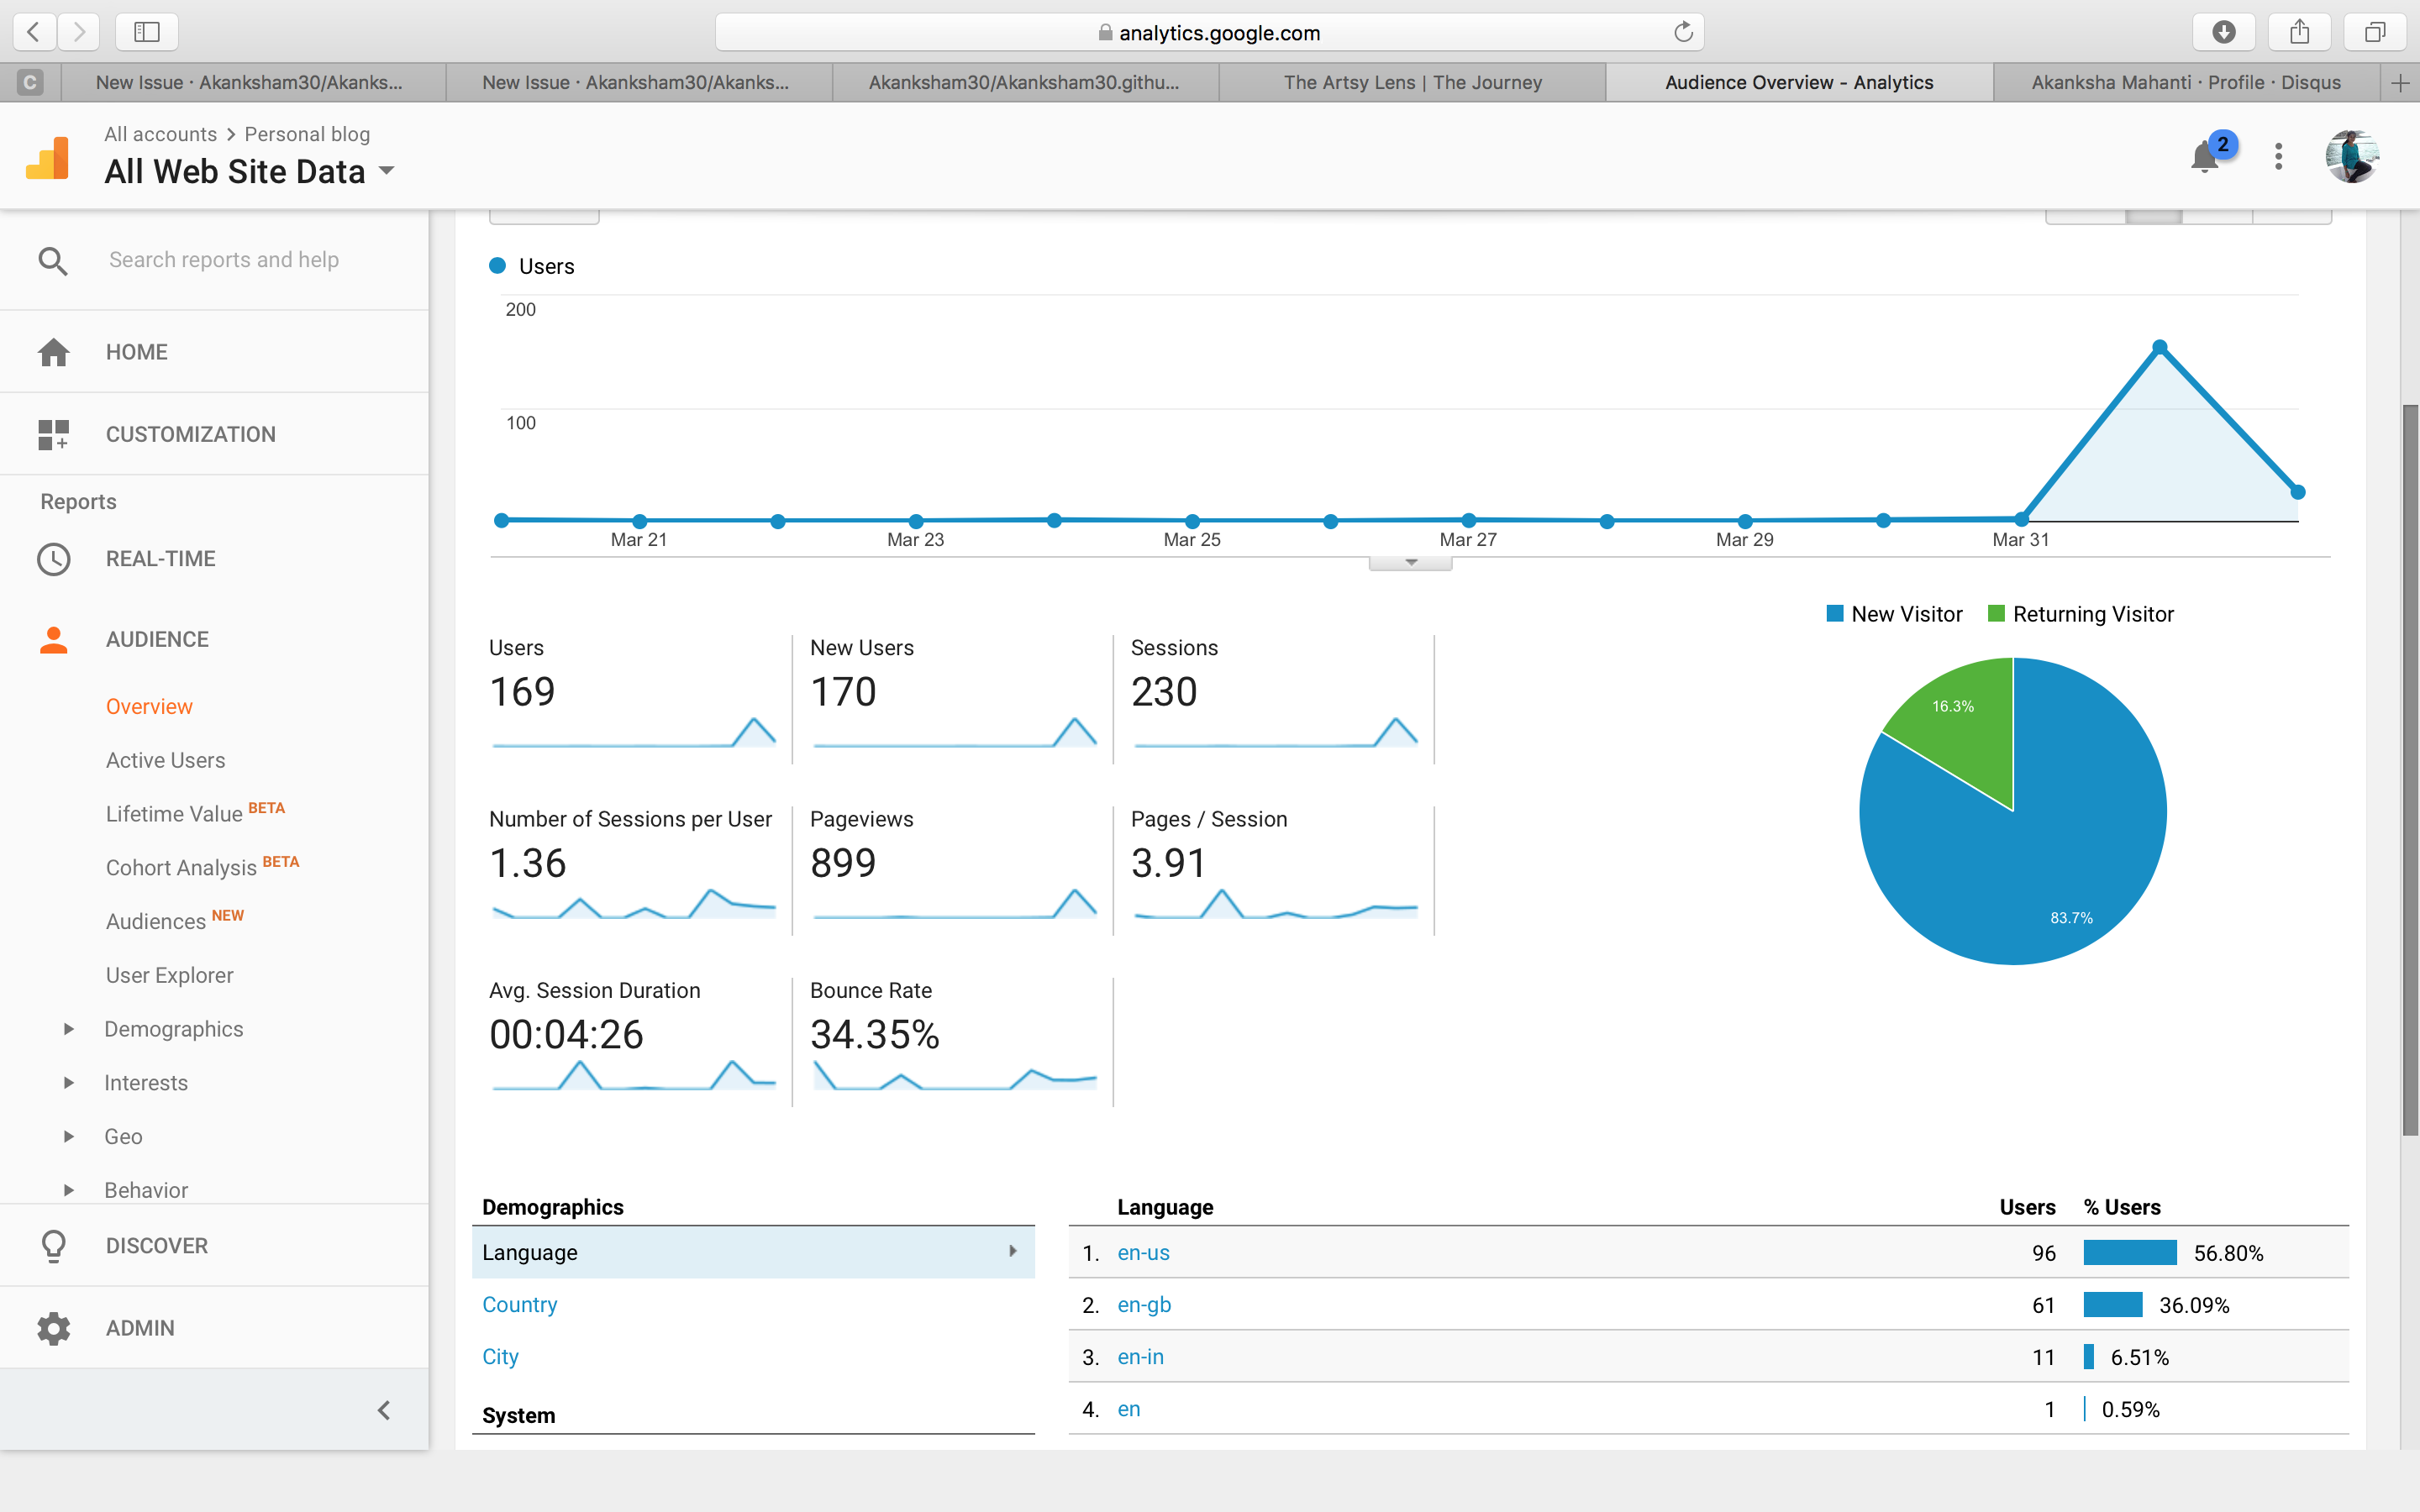 analytics.google.com
C
New Issue · Akanksham30/Akanks...
New Issue · Akanksham30/Akanks...
Akanksham30/Akanksham30.githu...
The Artsy Lens | The Journey
Audience Overview - Analytics
Akanksha Mahanti · Profile · Disqus
All accounts > Personal blog
All Web Site Data
2
Search reports and help
HOME
CUSTOMIZATION
Reports
REAL-TIME
AUDIENCE
Overview
Active Users
Lifetime Value BETA
Cohort Analysis BETA
Audiences NEW
User Explorer
Demographics
Interests
Geo
Behavior
DISCOVER
ADMIN
Users
200
100
Mar 21
Mar 23
Mar 25
Mar 27
Mar 29
Mar 31
New Visitor
Returning Visitor
16.3%
83.7%
Users
169
New Users
170
Sessions
230
Number of Sessions per User
1.36
Pageviews
899
Pages / Session
3.91
Avg. Session Duration
00:04:26
Bounce Rate
34.35%
Demographics
Language
Country
City
System
Language Users % Users
1. en-us 96 56.80%
2. en-gb 61 36.09%
3. en-in 11 6.51%
4. en 1 0.59%